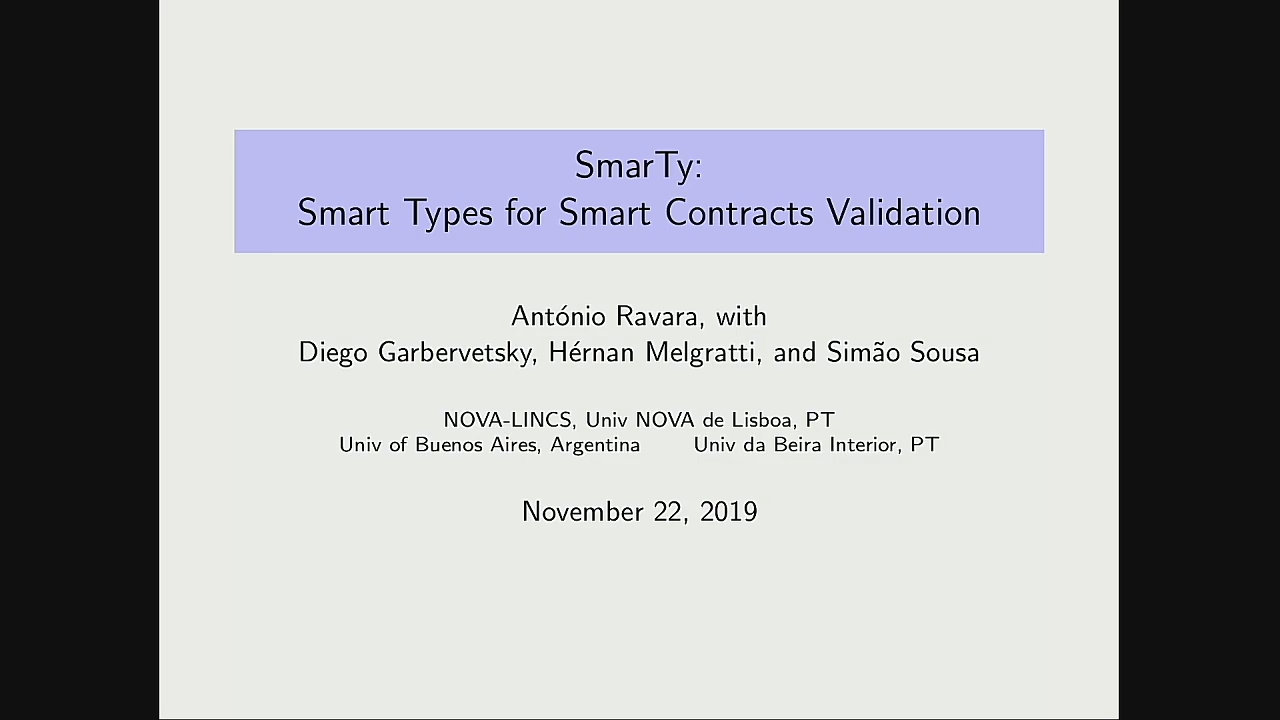 SmarTy:
Smart Types for Smart Contracts Validation
António Ravara, with
Diego Garbervetsky, Hérnan Melgratti, and Simão Sousa
NOVA-LINCS, Univ NOVA de Lisboa, PT
Univ of Buenos Aires, Argentina Univ da Beira Interior, PT
November 22, 2019